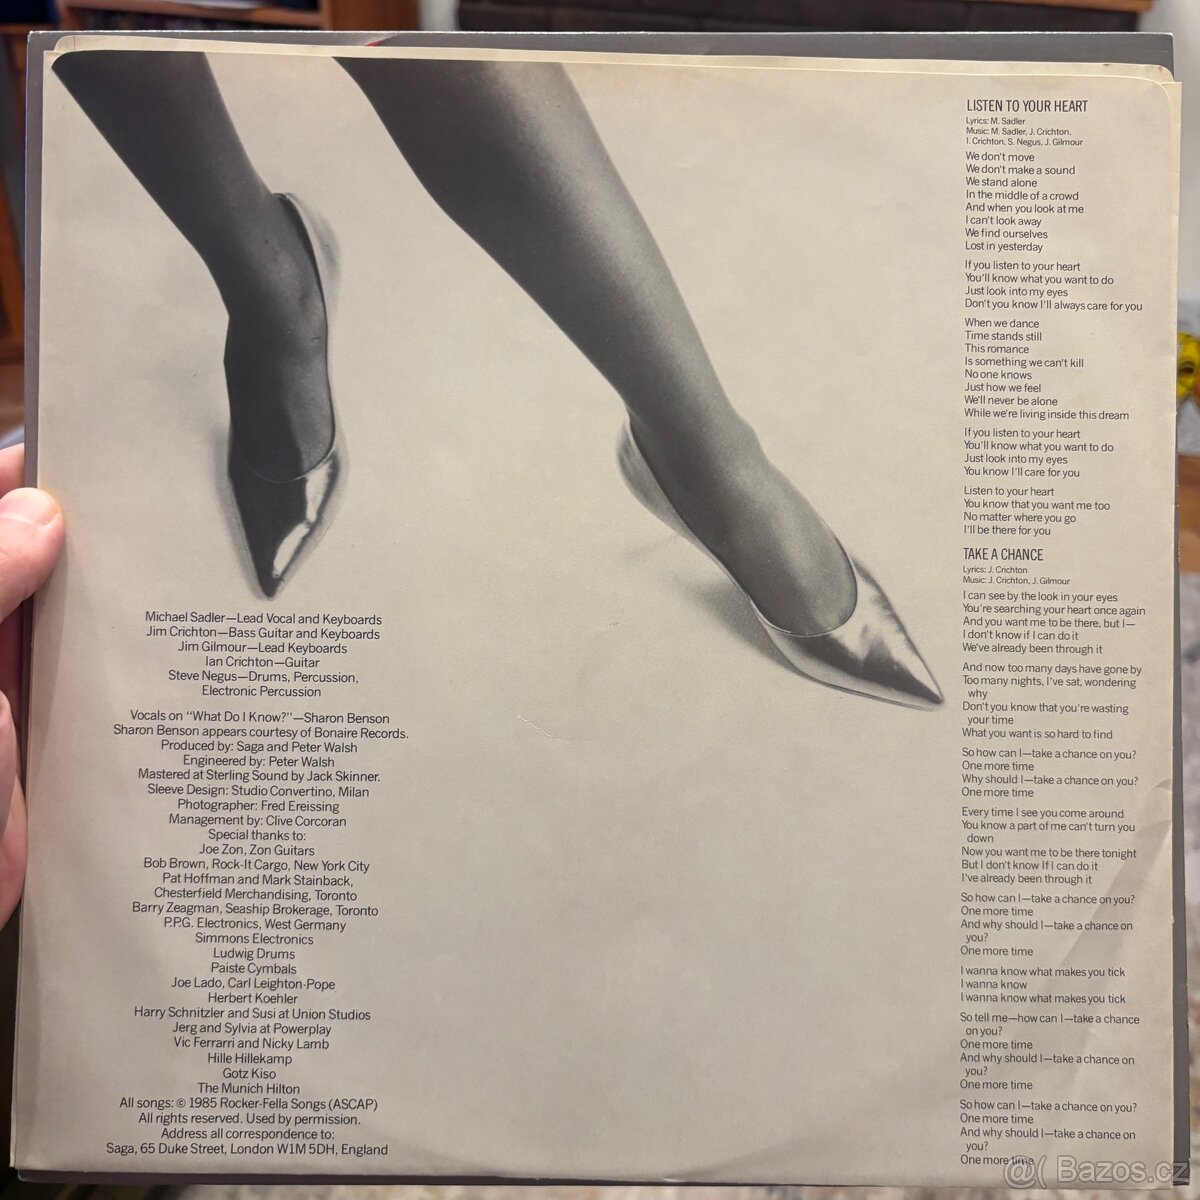 Michael Sadler—Lead Vocal and Keyboards
Jim Crichton—Bass Guitar and Keyboards
Jim Gilmour—Lead Keyboards
Ian Crichton—Guitar
Steve Negus—Drums, Percussion,
Electronic Percussion
Vocals on "What Do I Know?"—Sharon Benson
Sharon Benson appears courtesy of Bonaire Records.
Produced by: Saga and Peter Walsh
Engineered by: Peter Walsh
Mastered at Sterling Sound by Jack Skinner.
Sleeve Design: Studio Convertino, Milan
Photographer: Fred Ereissing
Management by: Clive Corcoran
Special thanks to:
Joe Zon, Zon Guitars
Bob Brown, Rock-It Cargo, New York City
Pat Hoffman and Mark Stainback,
Chesterfield Merchandising, Toronto
Barry Zeagman, Seaship Brokerage, Toronto
P.P.G. Electronics, West Germany
Simmons Electronics
Ludwig Drums
Paiste Cymbals
Joe Lado, Carl Leighton-Pope
Herbert Koehler
Harry Schnitzler and Susi at Union Studios
Jerg and Sylvia at Powerplay
Vic Ferrarri and Nicky Lamb
Hille Hillekamp
Gotz Kiso
The Munich Hilton
All songs: © 1985 Rocker-Fella Songs (ASCAP)
All rights reserved. Used by permission.
Address all correspondence to:
Saga, 65 Duke Street, London W1M 5DH, England
LISTEN TO YOUR HEART
Lyrics: M. Sadler
Music: M. Sadler, J. Crichton,
I. Crichton, S. Negus, J. Gilmour
We don't move
We don't make a sound
We stand alone
In the middle of a crowd
And when you look at me
I can't look away
We find ourselves
Lost in yesterday
If you listen to your heart
You'll know what you want to do
Just look into my eyes
Don't you know I'll always care for you
When we dance
Time stands still
This romance
Is something we can't kill
No one knows
Just how we feel
We'll never be alone
While we're living inside this dream
If you listen to your heart
You'll know what you want to do
Just look into my eyes
You know I'll care for you
Listen to your heart
You know that you want me too
No matter where you go
I'll be there for you
TAKE A CHANCE
Lyrics: J. Crichton
Music: J. Crichton, J. Gilmour
I can see by the look in your eyes
You're searching your heart once again
And you want me to be there, but I—
I don't know if I can do it
We've already been through it
And now too many days have gone by
Too many nights, I've sat, wondering
why
Don't you know that you're wasting
your time
What you want is so hard to find
So how can I—take a chance on you?
One more time
Why should I—take a chance on you?
One more time
Every time I see you come around
You know a part of me can't turn you
down
Now you want me to be there tonight
But I don't know If I can do it
I've already been through it
So how can I—take a chance on you?
One more time
And why should I—take a chance on
you?
One more time
I wanna know what makes you tick
I wanna know
I wanna know what makes you tick
So tell me—how can I—take a chance
on you?
One more time
And why should I—take a chance on
you?
One more time
So how can I—take a chance on you?
One more time
And why should I—take a chance on
you?
One more time
@( Bazos.cz